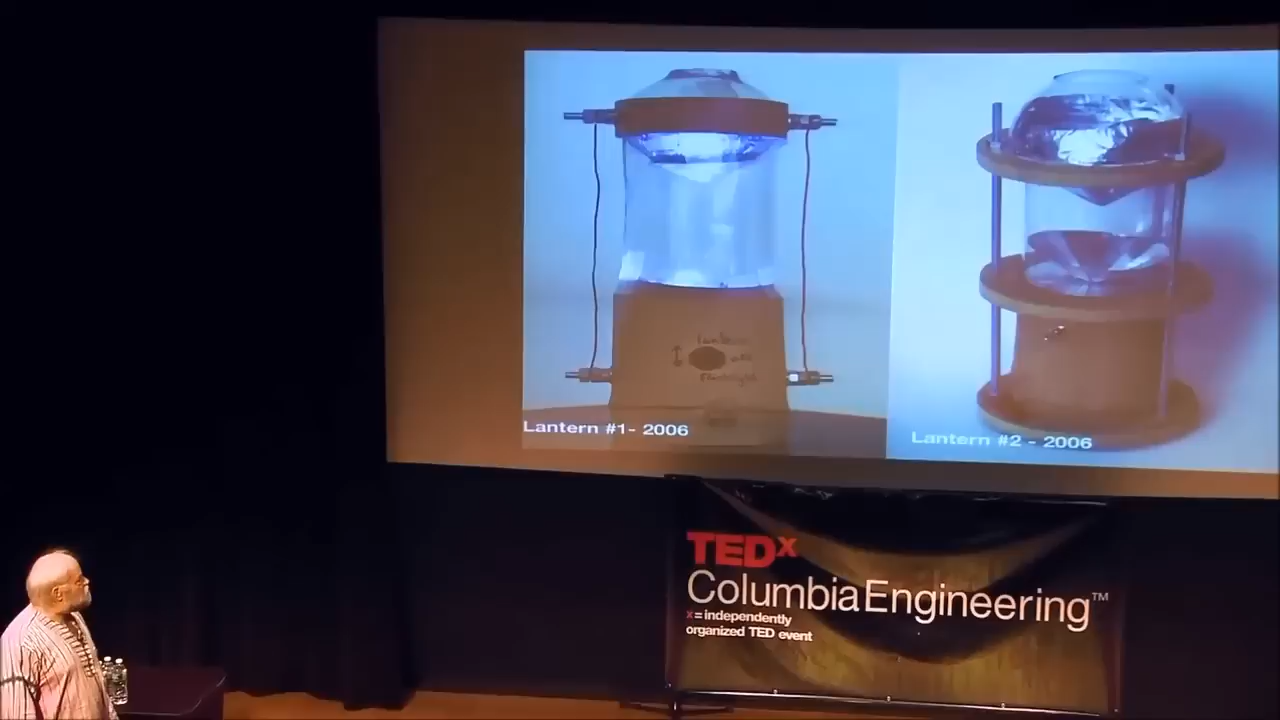 Lantern #1- 2006
Lantern #2 - 2006
TEDx
ColumbiaEngineering™
x = independently
organized TED event